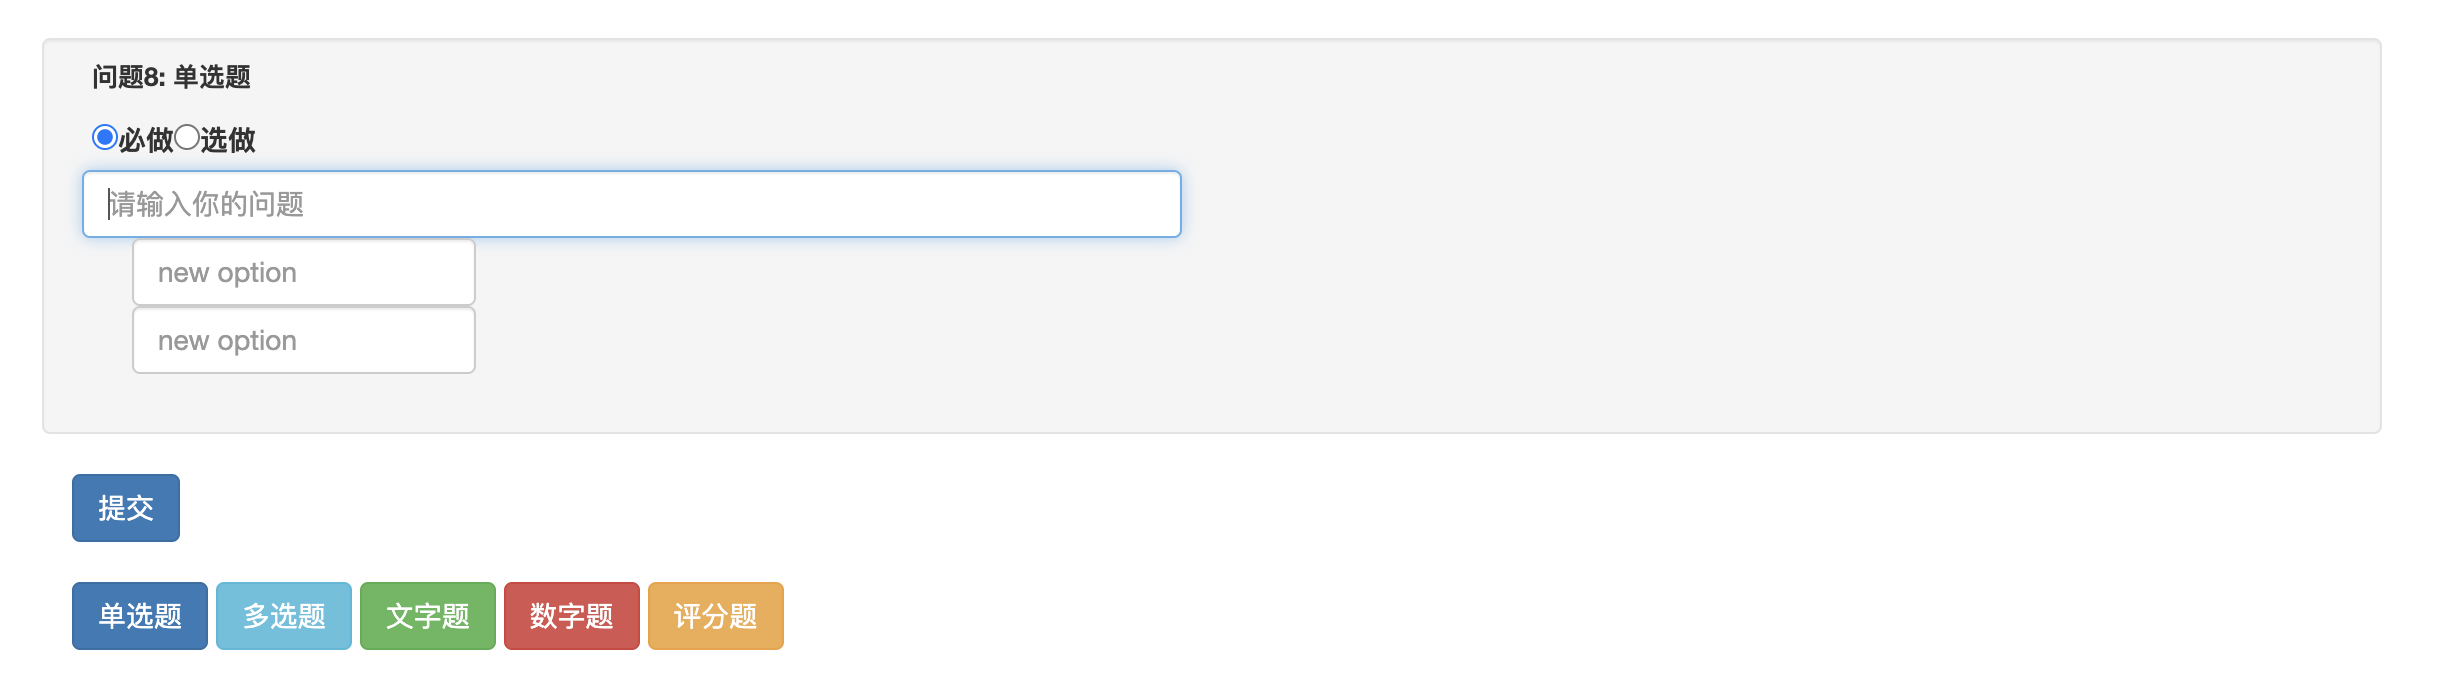 问题8: 单选题
必做 选做
请输入你的问题
new option
new option
提交
单选题 多选题 文字题 数字题 评分题